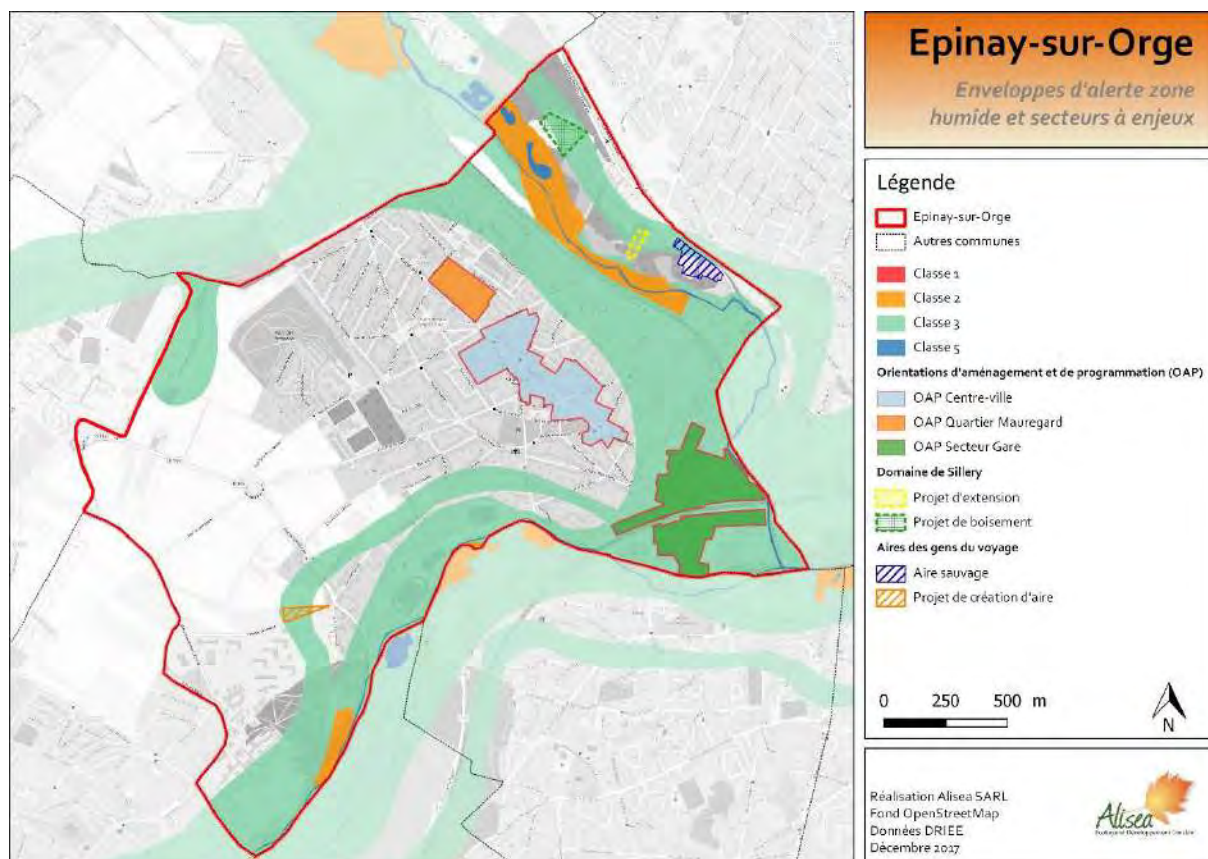 Epinay-sur-Orge
Enveloppes d'alerte zone
humide et secteurs à enjeux
Légende
Epinay-sur-Orge
Autres communes
Classe 1
Classe 2
Classe 3
Classe 5
Orientations d'aménagement et de programmation (OAP)
OAP Centre-ville
OAP Quartier Mauregard
OAP Secteur Gare
Domaine de Sillery
Projet d'extension
Projet de boisement
Aires des gens du voyage
Aire sauvage
Projet de création d'aire
0 250 500 m
N
Réalisation Alisea SARL
Fond OpenStreetMap
Données DRIEE
Décembre 2017
Alisea